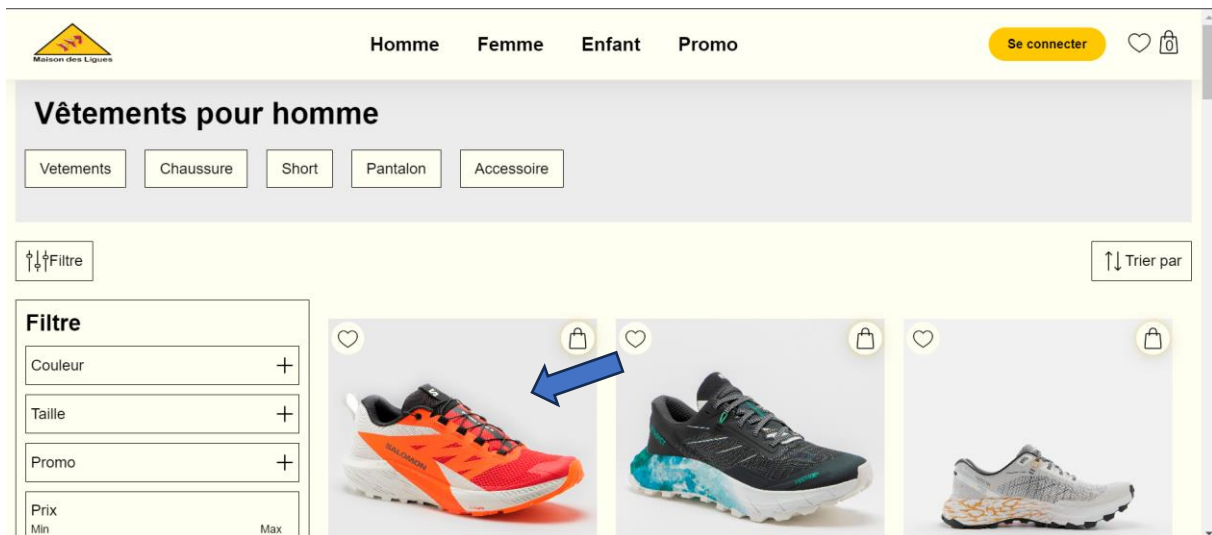 Maison des Ligues
Homme Femme Enfant Promo
Se connecter
0
Vêtements pour homme
Vetements Chaussure Short Pantalon Accessoire
Filtre
Trier par
Filtre
Couleur
Taille
Promo
Prix
Min Max
SALOMON